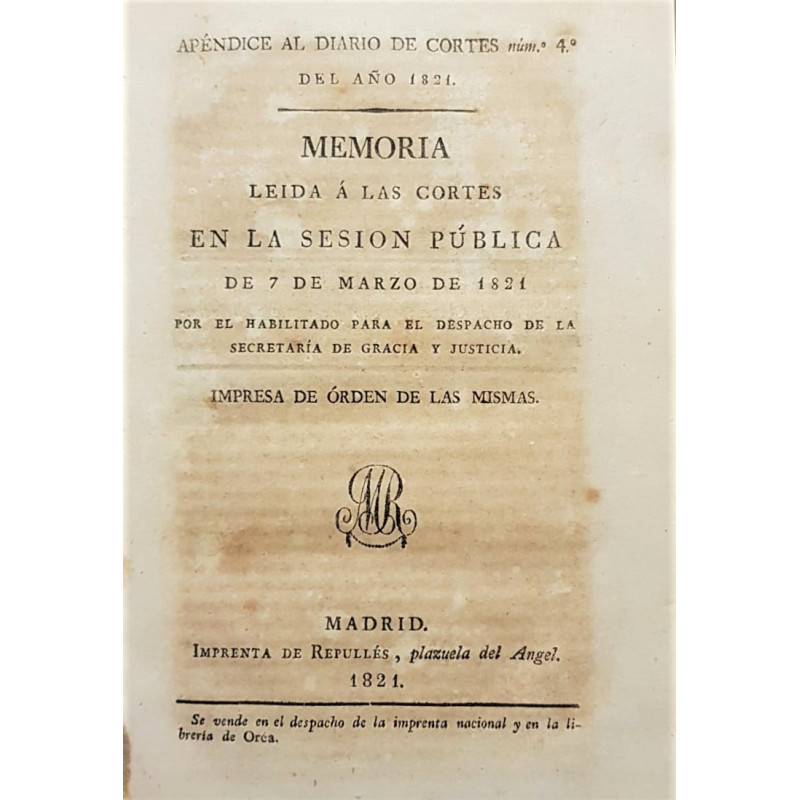 APÉNDICE AL DIARIO DE CORTES núm.º 4.º
DEL AÑO 1821.
MEMORIA
LEIDA Á LAS CORTES
EN LA SESION PÚBLICA
DE 7 DE MARZO DE 1821
POR EL HABILITADO PARA EL DESPACHO DE LA
SECRETARÍA DE GRACIA Y JUSTICIA.
IMPRESA DE ÓRDEN DE LAS MISMAS.
MR
MADRID.
IMPRENTA DE REPULLÉS, plazuela del Angel.
1821.
Se vende en el despacho de la imprenta nacional y en la li-
brería de Oréa.